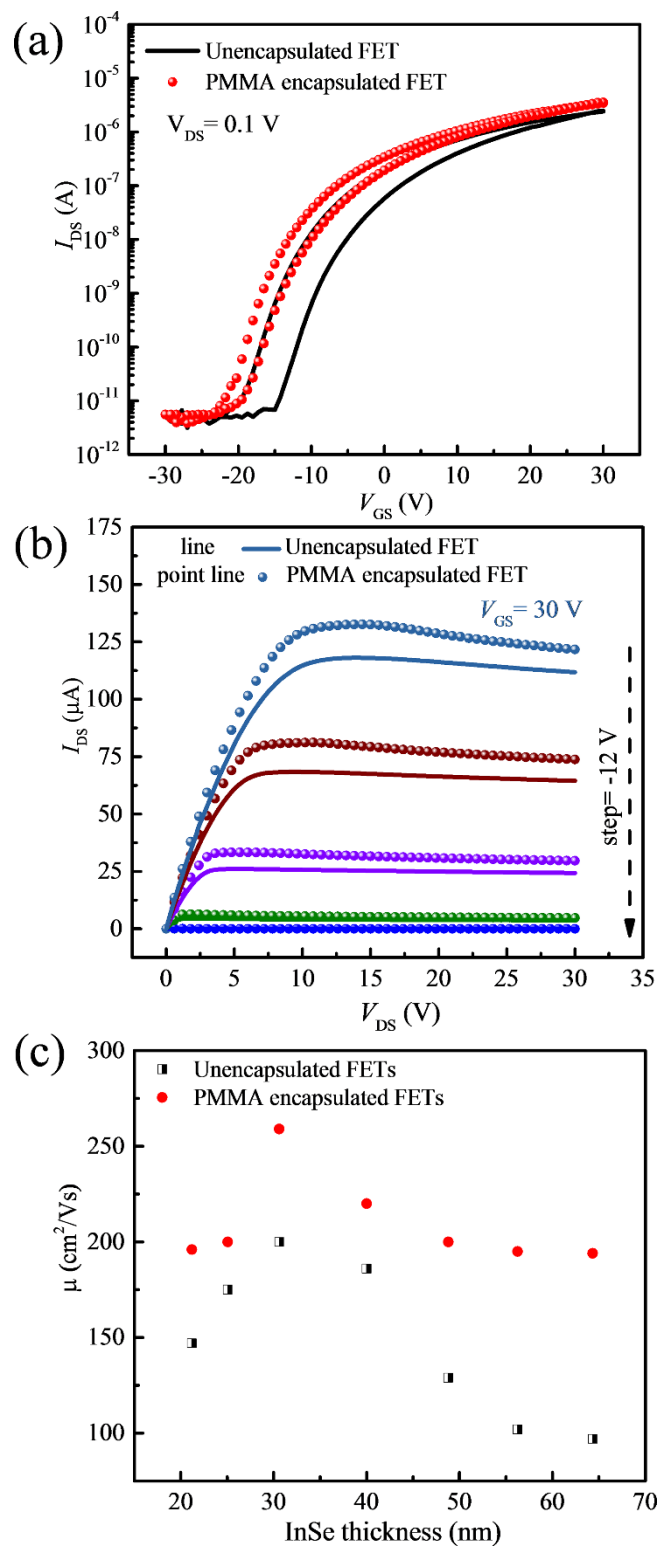 (a)
Unencapsulated FET
PMMA encapsulated FET
V_DS= 0.1 V
10^-4
10^-5
10^-6
10^-7
10^-8
10^-9
10^-10
10^-11
10^-12
I_DS (A)
-30 -20 -10 0 10 20 30
V_GS (V)
(b)
line Unencapsulated FET
point line PMMA encapsulated FET
V_GS= 30 V
step= -12 V
175
150
125
100
75
50
25
0
I_DS (μA)
0 5 10 15 20 25 30 35
V_DS (V)
(c)
Unencapsulated FETs
PMMA encapsulated FETs
300
250
200
150
100
μ (cm²/Vs)
20 30 40 50 60 70
InSe thickness (nm)